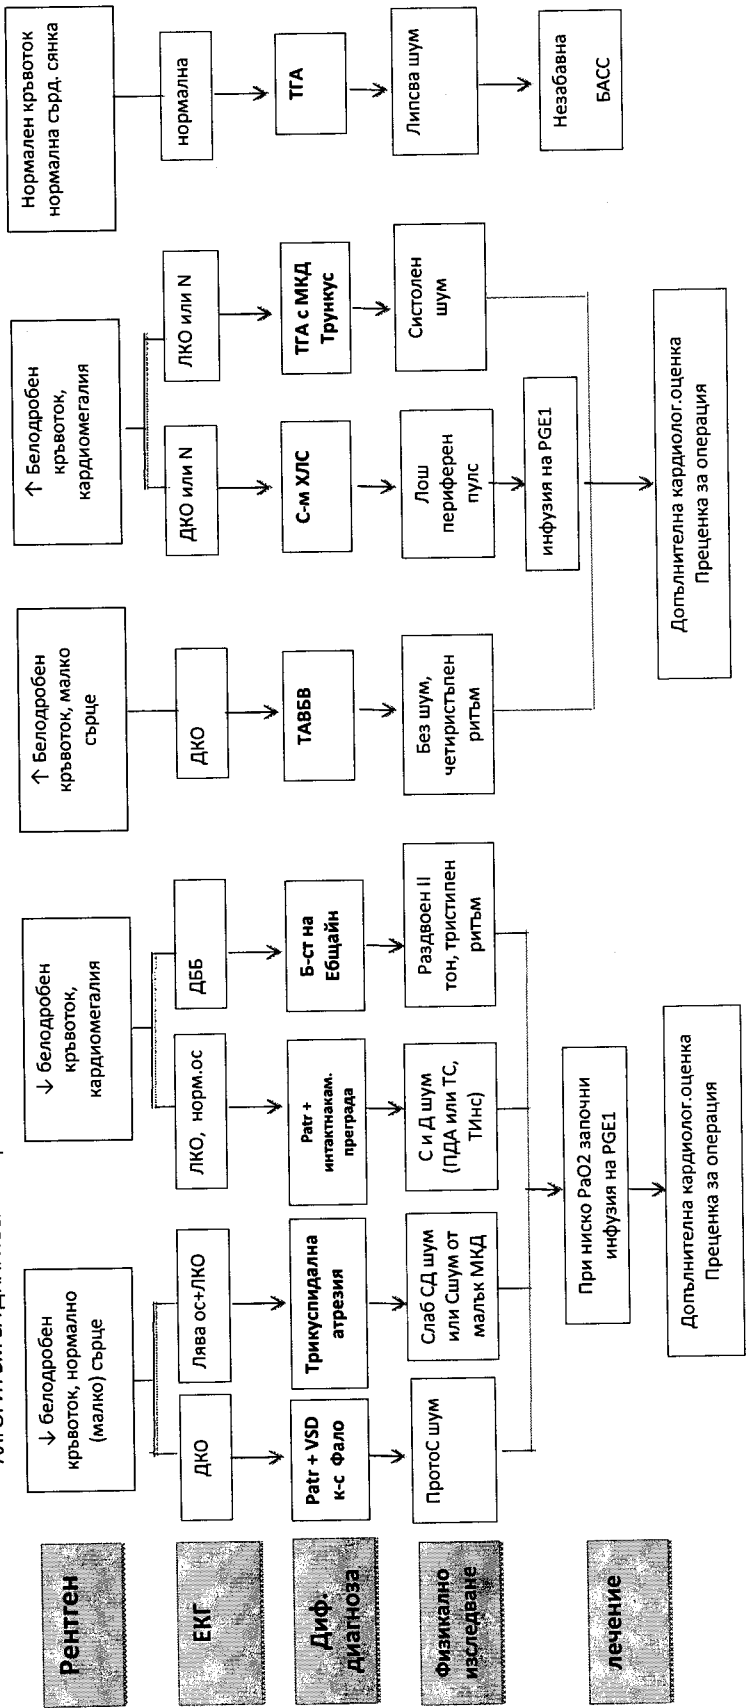 Рентген
↓ белодробен
кръвоток, нормално
(малко) сърце
↓ белодробен
кръвоток,
кардиомегалия
↑ Белодробен
кръвоток, малко
сърце
↑ Белодробен
кръвоток,
кардиомегалия
Нормален кръвоток
нормална сърд. сянка
ЕКГ
ДКО
Лява ос+ЛКО
ЛКО, норм.ос
ДББ
ДКО
ДКО или N
ЛКО или N
нормална
Диф.
диагноза
Patr + VSD
к-с Фало
Трикуспидална
атрезия
Patr +
интактнакам.
преграда
Б-ст на
Ебщайн
ТАВБВ
С-м ХЛС
ТГА с МКД
Трункус
ТГА
Физикално
изследване
ПротоС шум
Слаб СД шум
или Сшум от
малък МКД
С и Д шум
(ПДА или ТС,
ТИнс)
Раздвоен II
тон, тристипен
ритъм
Без шум,
четиристъпен
ритъм
Лош
периферен
пулс
Систолен
шум
Липсва шум
лечение
При ниско PaO2 започни
инфузия на PGE1
инфузия на PGE1
Незабавна
БАСС
Допълнителна кардиолог.оценка
Преценка за операция
Допълнителна кардиолог.оценка
Преценка за операция